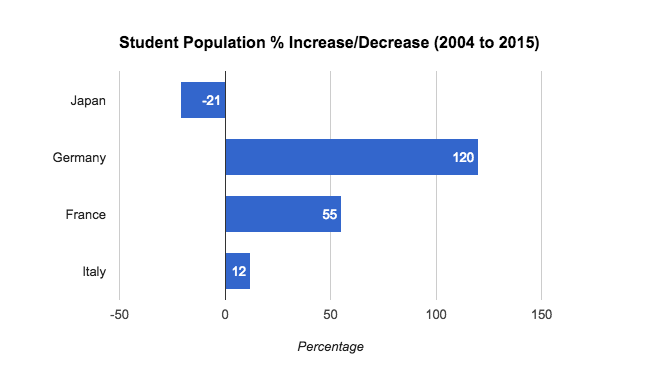 Student Population % Increase/Decrease (2004 to 2015)
Japan
-21
Germany
120
France
55
Italy
12
-50
0
50
100
150
Percentage